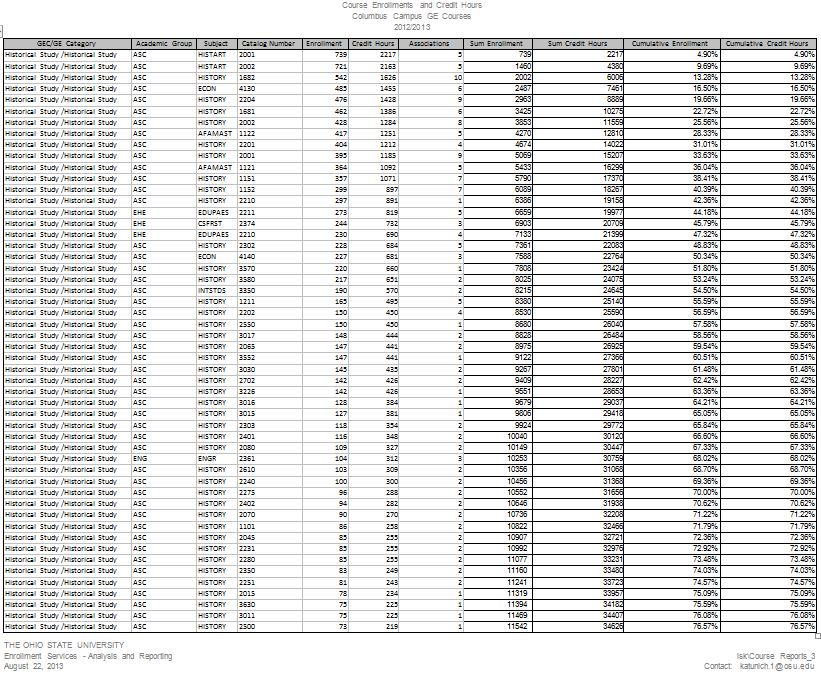 Course Enrollments and Credit Hours
Columbus Campus GE Courses
2012/2013
GEC/GE Category Academic Group Subject Catalog Number Enrollment Credit Hours Associations Sum Enrollment Sum Credit Hours Cumulative Enrollment Cumulative Credit Hours
Historical Study /Historical Study ASC HISTART 2001 739 2217 5 739 2217 4.90% 4.90%
Historical Study /Historical Study ASC HISTART 2002 721 2163 5 1460 4380 9.69% 9.69%
Historical Study /Historical Study ASC HISTORY 1682 542 1626 10 2002 6006 13.28% 13.28%
Historical Study /Historical Study ASC ECON 4130 485 1455 6 2487 7461 16.50% 16.50%
Historical Study /Historical Study ASC HISTORY 2204 476 1428 9 2963 8889 19.66% 19.66%
Historical Study /Historical Study ASC HISTORY 1681 462 1386 6 3425 10275 22.72% 22.72%
Historical Study /Historical Study ASC HISTORY 2002 428 1284 8 3853 11559 25.56% 25.56%
Historical Study /Historical Study ASC AFAMAST 1122 417 1251 5 4270 12810 28.33% 28.33%
Historical Study /Historical Study ASC HISTORY 2201 404 1212 4 4674 14022 31.01% 31.01%
Historical Study /Historical Study ASC HISTORY 2001 395 1185 9 5069 15207 33.63% 33.63%
Historical Study /Historical Study ASC AFAMAST 1121 364 1092 5 5433 16299 36.04% 36.04%
Historical Study /Historical Study ASC HISTORY 1151 357 1071 7 5790 17370 38.41% 38.41%
Historical Study /Historical Study ASC HISTORY 1152 299 897 7 6089 18267 40.39% 40.39%
Historical Study /Historical Study ASC HISTORY 2210 297 891 1 6386 19158 42.36% 42.36%
Historical Study /Historical Study EHE EDUPAES 2211 273 819 5 6659 19977 44.18% 44.18%
Historical Study /Historical Study EHE CSFRST 2374 244 732 3 6903 20709 45.79% 45.79%
Historical Study /Historical Study EHE EDUPAES 2210 230 690 4 7133 21399 47.32% 47.32%
Historical Study /Historical Study ASC HISTORY 2302 228 684 5 7361 22083 48.83% 48.83%
Historical Study /Historical Study ASC ECON 4140 227 681 3 7588 22764 50.34% 50.34%
Historical Study /Historical Study ASC HISTORY 3570 220 660 1 7808 23424 51.80% 51.80%
Historical Study /Historical Study ASC HISTORY 3580 217 651 2 8025 24075 53.24% 53.24%
Historical Study /Historical Study ASC INTSTDS 3350 190 570 2 8215 24645 54.50% 54.50%
Historical Study /Historical Study ASC HISTORY 1211 165 495 5 8380 25140 55.59% 55.59%
Historical Study /Historical Study ASC HISTORY 2202 150 450 4 8530 25590 56.59% 56.59%
Historical Study /Historical Study ASC HISTORY 2550 150 450 1 8680 26040 57.58% 57.58%
Historical Study /Historical Study ASC HISTORY 3017 148 444 2 8828 26484 58.56% 58.56%
Historical Study /Historical Study ASC HISTORY 2065 147 441 2 8975 26925 59.54% 59.54%
Historical Study /Historical Study ASC HISTORY 3552 147 441 1 9122 27366 60.51% 60.51%
Historical Study /Historical Study ASC HISTORY 3030 145 435 2 9267 27801 61.48% 61.48%
Historical Study /Historical Study ASC HISTORY 2702 142 426 2 9409 28227 62.42% 62.42%
Historical Study /Historical Study ASC HISTORY 3226 142 426 1 9551 28653 63.36% 63.36%
Historical Study /Historical Study ASC HISTORY 3016 128 384 1 9679 29037 64.21% 64.21%
Historical Study /Historical Study ASC HISTORY 3015 127 381 1 9806 29418 65.05% 65.05%
Historical Study /Historical Study ASC HISTORY 2303 118 354 2 9924 29772 65.84% 65.84%
Historical Study /Historical Study ASC HISTORY 2401 116 348 2 10040 30120 66.60% 66.60%
Historical Study /Historical Study ASC HISTORY 2080 109 327 2 10149 30447 67.33% 67.33%
Historical Study /Historical Study ENG ENGR 2361 104 312 3 10253 30759 68.02% 68.02%
Historical Study /Historical Study ASC HISTORY 2610 103 309 2 10356 31068 68.70% 68.70%
Historical Study /Historical Study ASC HISTORY 2240 100 300 2 10456 31368 69.36% 69.36%
Historical Study /Historical Study ASC HISTORY 2275 96 288 2 10552 31656 70.00% 70.00%
Historical Study /Historical Study ASC HISTORY 2402 94 282 2 10646 31938 70.62% 70.62%
Historical Study /Historical Study ASC HISTORY 2070 90 270 2 10736 32208 71.22% 71.22%
Historical Study /Historical Study ASC HISTORY 1101 86 258 2 10822 32466 71.79% 71.79%
Historical Study /Historical Study ASC HISTORY 2045 85 255 2 10907 32721 72.36% 72.36%
Historical Study /Historical Study ASC HISTORY 2231 85 255 2 10992 32976 72.92% 72.92%
Historical Study /Historical Study ASC HISTORY 2280 85 255 2 11077 33231 73.48% 73.48%
Historical Study /Historical Study ASC HISTORY 2350 83 249 2 11160 33480 74.03% 74.03%
Historical Study /Historical Study ASC HISTORY 2251 81 243 2 11241 33723 74.57% 74.57%
Historical Study /Historical Study ASC HISTORY 2015 78 234 1 11319 33957 75.09% 75.09%
Historical Study /Historical Study ASC HISTORY 3630 75 225 1 11394 34182 75.59% 75.59%
Historical Study /Historical Study ASC HISTORY 3011 75 225 1 11469 34407 76.08% 76.08%
Historical Study /Historical Study ASC HISTORY 2500 73 219 1 11542 34626 76.57% 76.57%
THE OHIO STATE UNIVERSITY
Enrollment Services - Analysis and Reporting
August 22, 2013
lsk\Course Reports_3
Contact: katunich.1@osu.edu